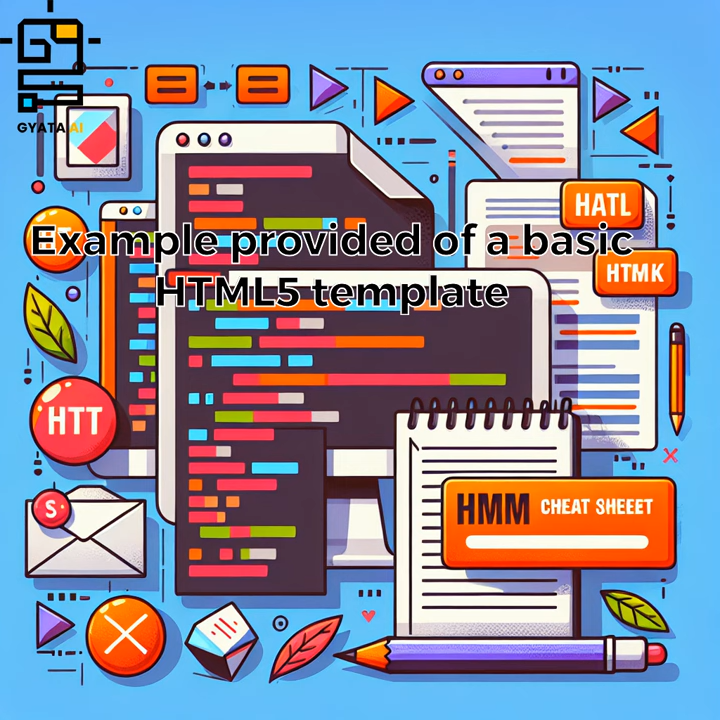 GYATA AI
HATL
Example provided of a basic
HTML5 template
HTMK
HTT
HMM CHEAT SHEEET
S